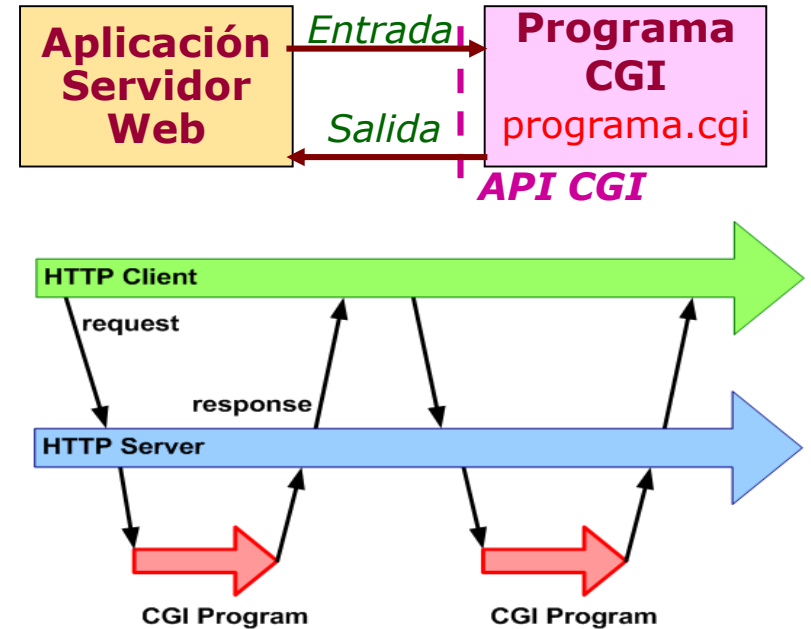 Aplicación
Servidor
Web
Entrada
Salida
Programa
CGI
programa.cgi
API CGI
HTTP Client
request
response
HTTP Server
CGI Program
CGI Program